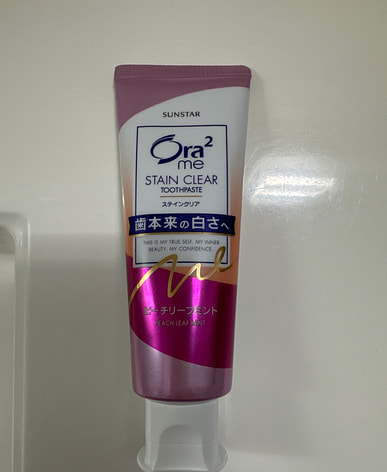 SUNSTAR
Ora²
me
STAIN CLEAR
TOOTHPASTE
ステインクリア
歯本来の白さへ
THIS IS MY TRUE SELF, MY INNER
BEAUTY, MY CONFIDENCE.
me
ピーチリーフミント
PEACH LEAF MINT